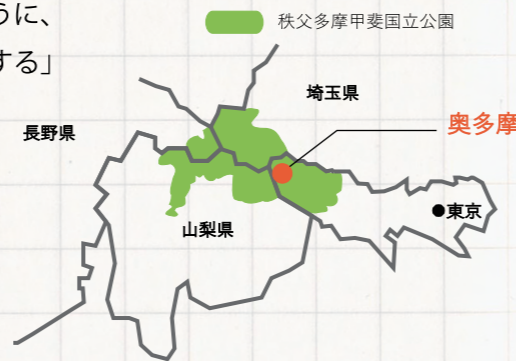 うに、
する」
秩父多摩甲斐国立公園
埼玉県
長野県
奥多摩
山梨県
●東京